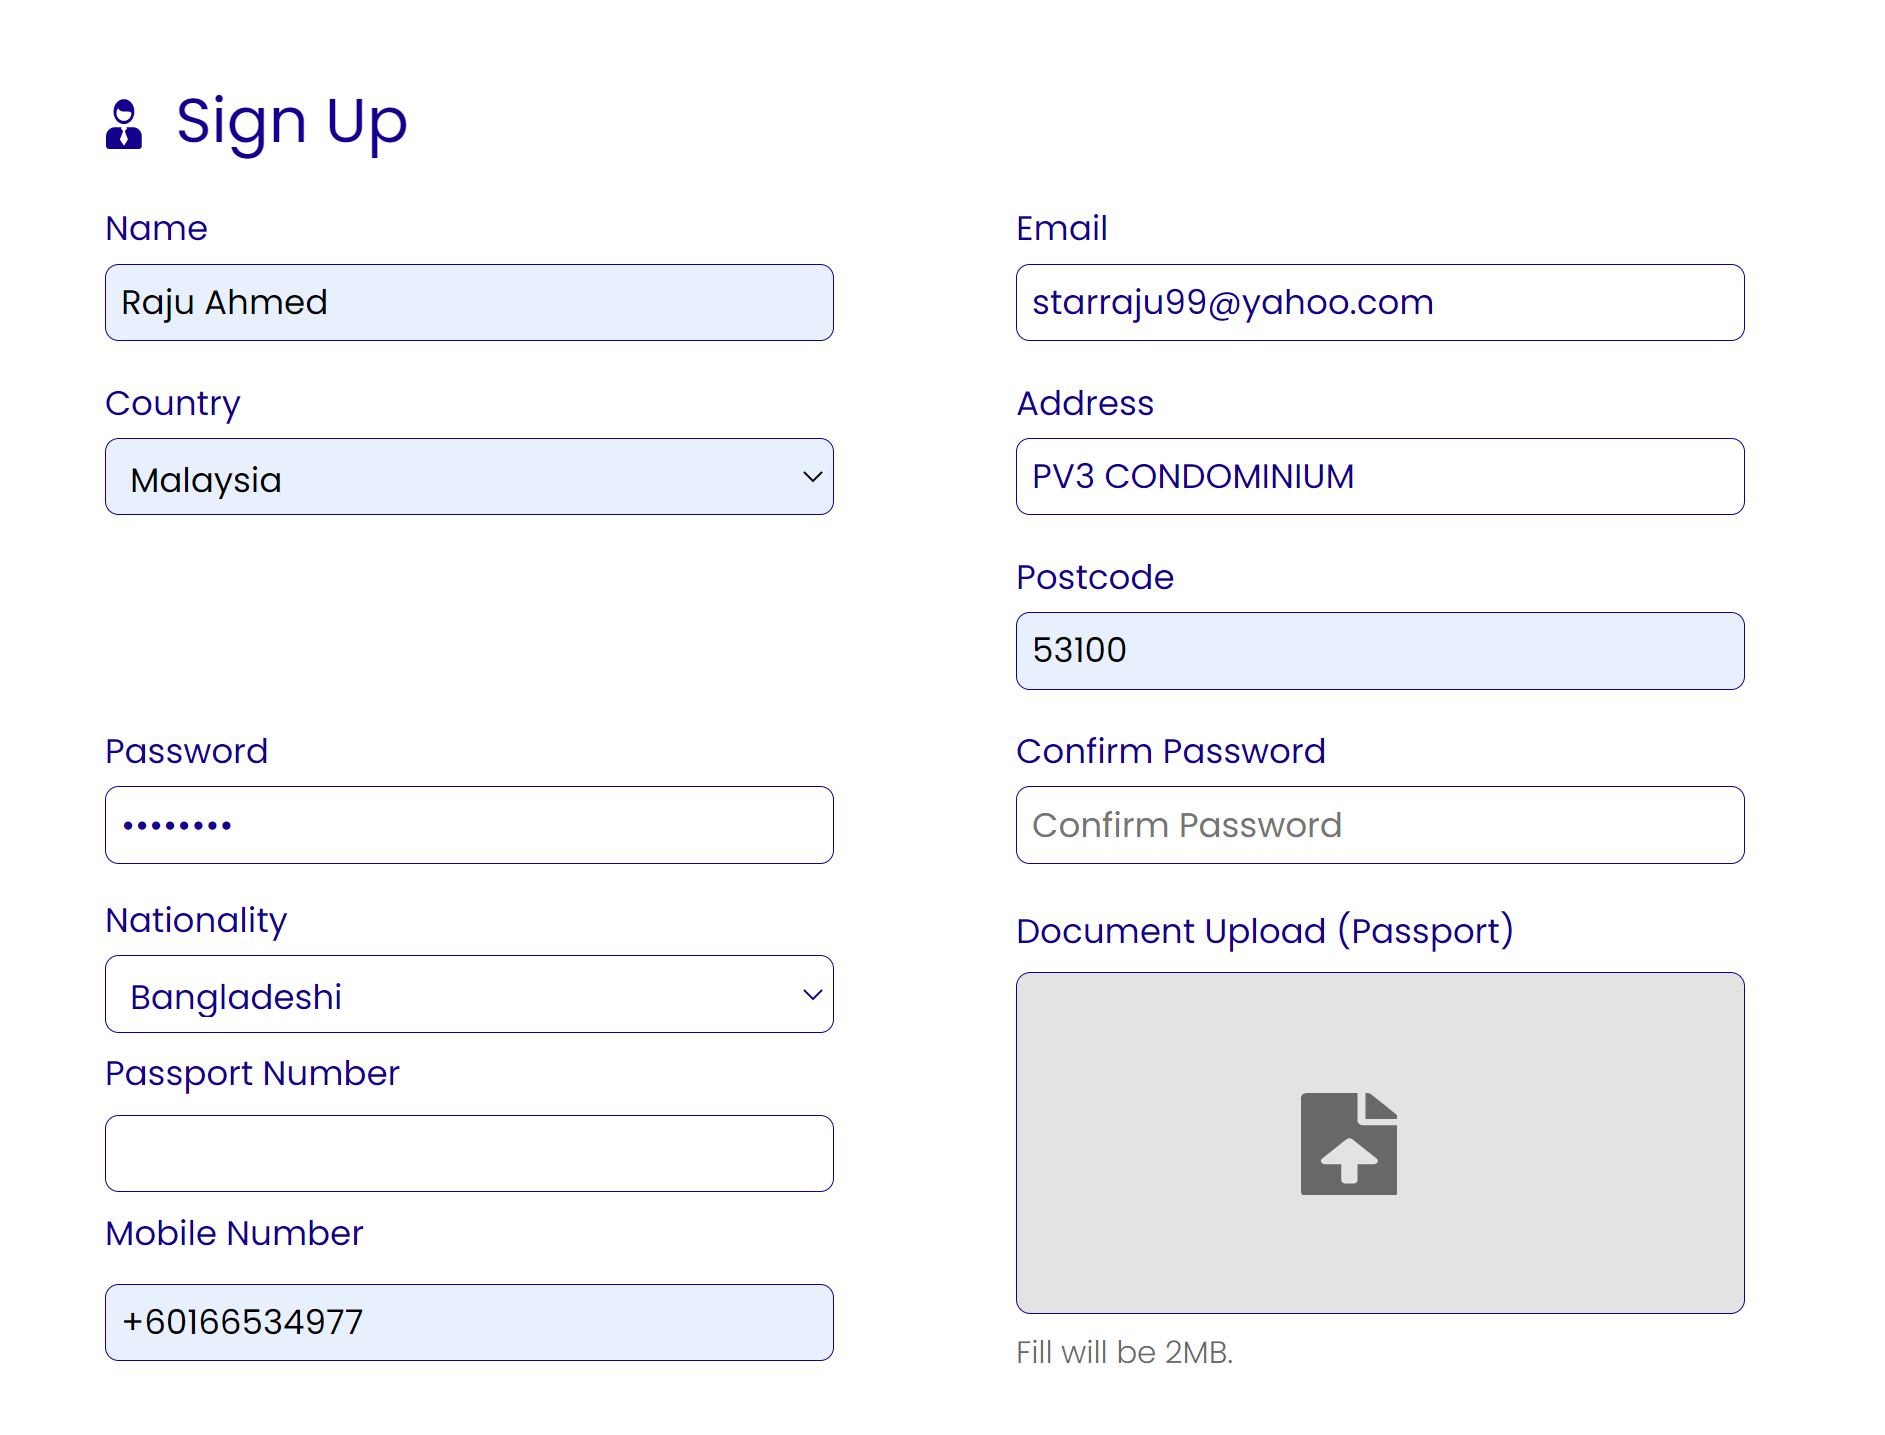 Sign Up
Name
Email
Raju Ahmed
starraju99@yahoo.com
Country
Address
Malaysia
PV3 CONDOMINIUM
Postcode
53100
Password
Confirm Password
••••••••
Confirm Password
Nationality
Document Upload (Passport)
Bangladeshi
Passport Number
Mobile Number
+60166534977
Fill will be 2MB.